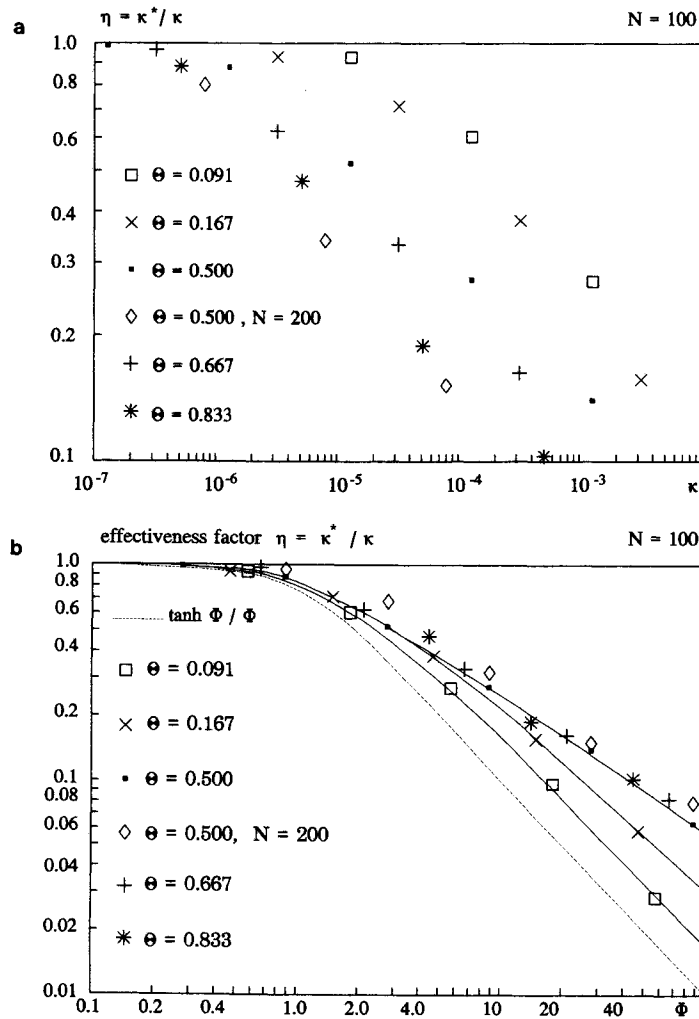 a
η = κ*/ κ
N = 100
1.0
0.8
0.6
0.4
0.3
0.2
0.1
Θ = 0.091
Θ = 0.167
Θ = 0.500
Θ = 0.500 , N = 200
Θ = 0.667
Θ = 0.833
10-7
10-6
10-5
10-4
10-3
κ
b
effectiveness factor η = κ* / κ
N = 100
1.0
0.8
0.6
0.4
0.2
0.1
0.08
0.06
0.04
0.02
0.01
tanh Φ / Φ
Θ = 0.091
Θ = 0.167
Θ = 0.500
Θ = 0.500, N = 200
Θ = 0.667
Θ = 0.833
0.1
0.2
0.4
1.0
2.0
4.0
10
20
40
Φ